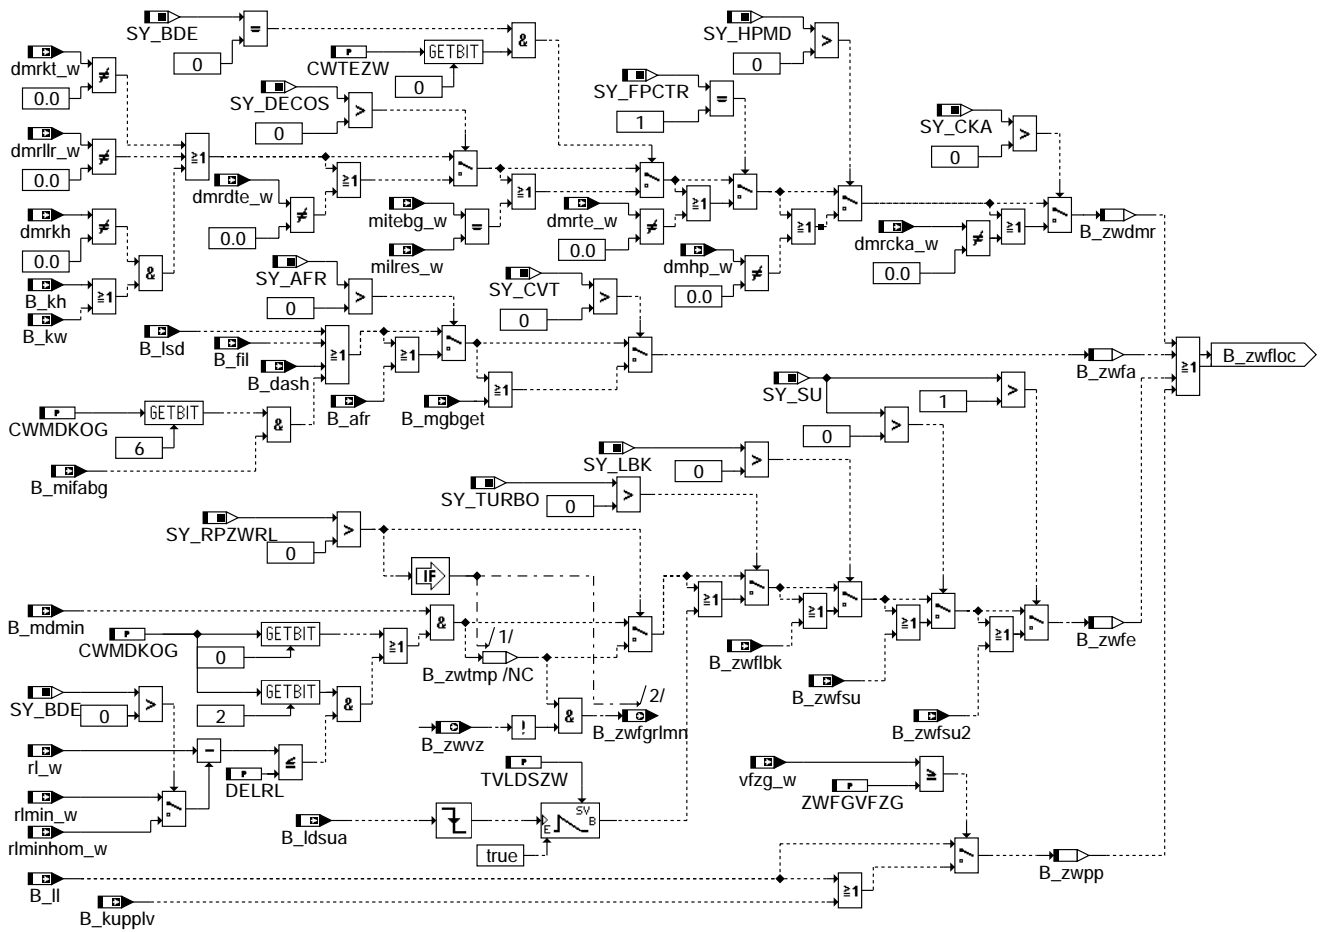 SY_BDE
=
0
CWTEZW
GETBIT
0
&
SY_HPMD
>
0
dmrkt_w
≠
0.0
SY_DECOS
>
0
SY_FPCTR
=
1
SY_CKA
>
0
dmrllr_w
≠
0.0
≥1
dmrdte_w
≠
0.0
≥1
mitebg_w
=
milres_w
≥1
dmrte_w
≠
0.0
≥1
dmhp_w
≠
0.0
≥1
dmrcka_w
≠
0.0
≥1
B_zwdmr
dmrkh
≠
0.0
&
B_kh
≥1
B_kw
SY_AFR
>
0
SY_CVT
>
0
B_lsd
B_fil
B_dash
≥1
≥1
B_afr
B_mgbget
≥1
B_zwfa
≥1
B_zwfloc
CWMDKOG
GETBIT
6
&
B_mifabg
SY_SU
>
1
>
0
SY_LBK
>
0
SY_TURBO
>
0
SY_RPZWRL
>
0
IF
B_mdmin
&
CWMDKOG
GETBIT
0
≥1
/1/
B_zwtmp /NC
≥1
≥1
≥1
≥1
B_zwflbk
B_zwfsu
B_zwfsu2
B_zwfe
SY_BDE
>
0
GETBIT
2
&
/2/
B_zwvz
!
&
B_zwfgrlmn
rl_w
-
DELRL
≤
rlmin_w
rlminhom_w
TVLDSZW
vfzg_w
≥
ZWFGVFZG
B_ldsua
SV
E
B
true
B_ll
B_kupplv
≥1
B_zwpp